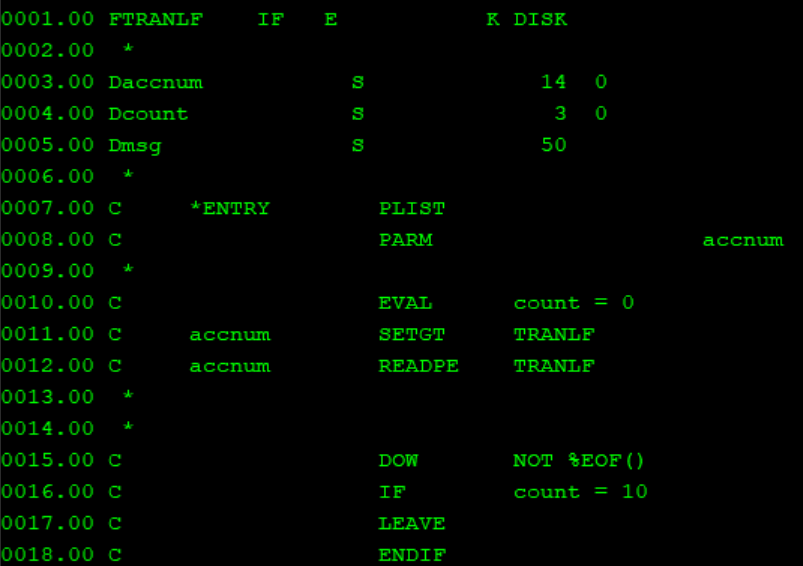 0001.00 FTRANLF    IF   E           K DISK
0002.00  *
0003.00 Daccnum           S             14  0
0004.00 Dcount            S              3  0
0005.00 Dmsg              S             50
0006.00  *
0007.00 C     *ENTRY        PLIST
0008.00 C                   PARM                    accnum
0009.00  *
0010.00 C                   EVAL      count = 0
0011.00 C     accnum        SETGT     TRANLF
0012.00 C     accnum        READPE    TRANLF
0013.00  *
0014.00  *
0015.00 C                   DOW       NOT %EOF()
0016.00 C                   IF        count = 10
0017.00 C                   LEAVE
0018.00 C                   ENDIF